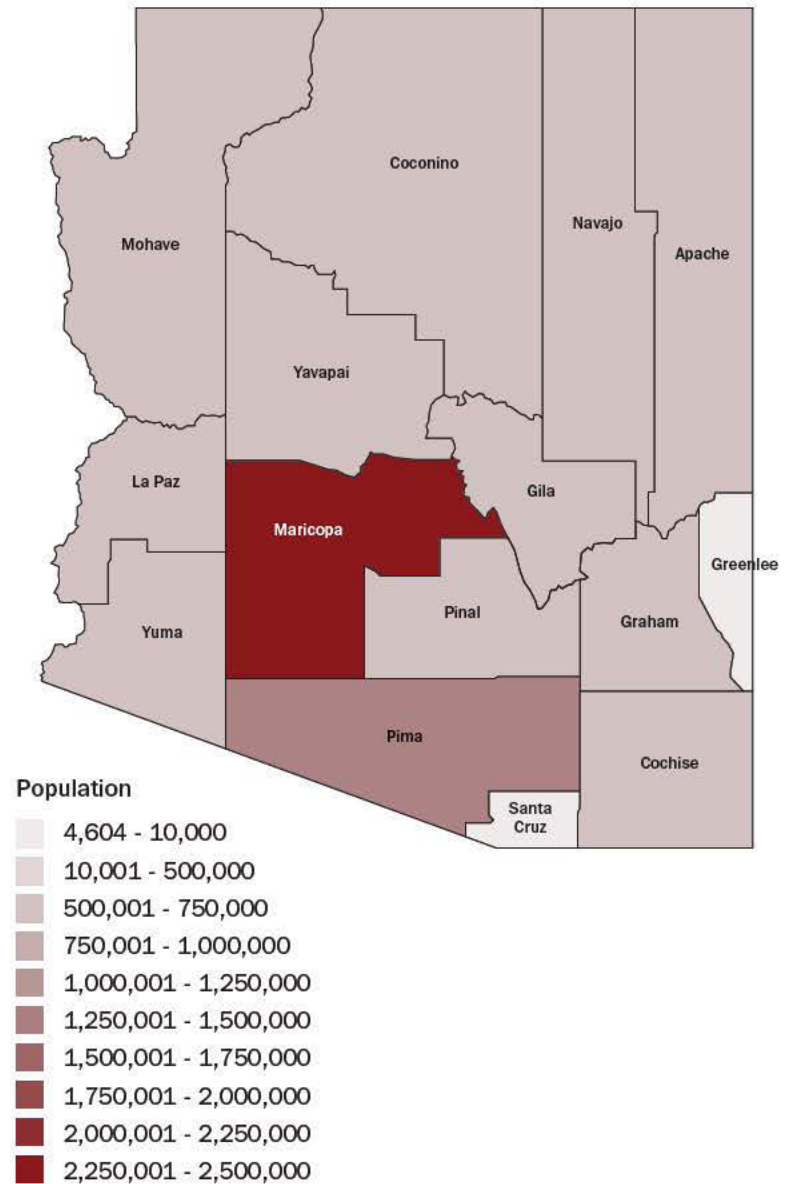 Coconino
Navajo
Mohave
Apache
Yavapai
La Paz
Gila
Maricopa
Greenlee
Pinal
Graham
Yuma
Pima
Cochise
Santa
Cruz
Population
4,604 - 10,000
10,001 - 500,000
500,001 - 750,000
750,001 - 1,000,000
1,000,001 - 1,250,000
1,250,001 - 1,500,000
1,500,001 - 1,750,000
1,750,001 - 2,000,000
2,000,001 - 2,250,000
2,250,001 - 2,500,000